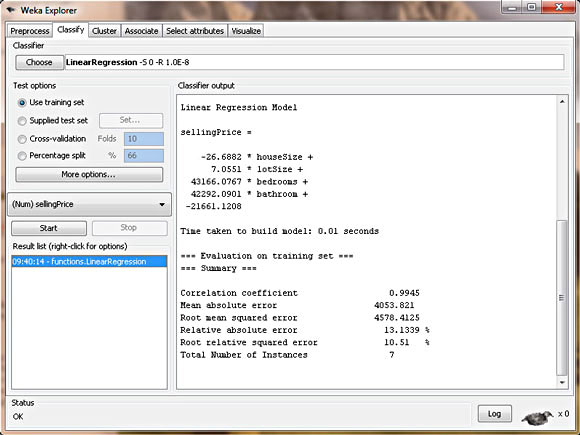 Weka Explorer
Preprocess Classify Cluster Associate Select attributes Visualize
Classifier
Choose LinearRegression -S 0 -R 1.0E-8
Test options
Use training set
Supplied test set Set...
Cross-validation Folds 10
Percentage split % 66
More options...
(Num) sellingPrice
Start Stop
Result list (right-click for options)
09:40:14 - functions.LinearRegression
Classifier output
Linear Regression Model
sellingPrice =
-26.6882 * houseSize +
7.0551 * lotSize +
43166.0767 * bedrooms +
42292.0901 * bathroom +
-21661.1208
Time taken to build model: 0.01 seconds
=== Evaluation on training set ===
=== Summary ===
Correlation coefficient 0.9945
Mean absolute error 4053.821
Root mean squared error 4578.4125
Relative absolute error 13.1339 %
Root relative squared error 10.51 %
Total Number of Instances 7
Status
OK
Log
x 0